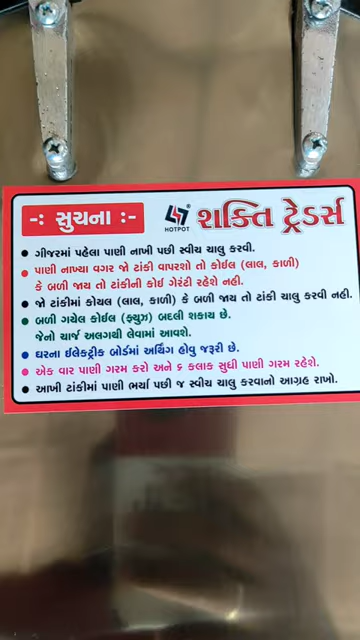 -: સુચના :-
HOTPOT
શક્તિ ટ્રેડર્સ
● ગીજરમાં પહેલા પાણી નાખી પછી સ્વીચ ચાલુ કરવી.
● પાણી નાખ્યા વગર જો ટાંકી વાપરશો તો કોઈલ (લાલ, કાળી)
કે બળી જાય તો ટાંકીની કોઈ ગેરંટી રહેશે નહી.
● જો ટાંકીમાં કોયલ (લાલ, કાળી) કે બળી જાય તો ટાંકી ચાલુ કરવી નહી.
● બળી ગયેલ કોઈલ (ફ્યુઝ) બદલી શકાય છે.
જેનો ચાર્જ અલગથી લેવામાં આવશે.
● ઘરના ઈલેક્ટ્રીક બોર્ડમાં અર્થિંગ હોવુ જરૂરી છે.
● એક વાર પાણી ગરમ કરો અને ૬ કલાક સુધી પાણી ગરમ રહેશે.
● આખી ટાંકીમાં પાણી ભર્યા પછી જ સ્વીચ ચાલુ કરવાનો આગ્રહ રાખો.